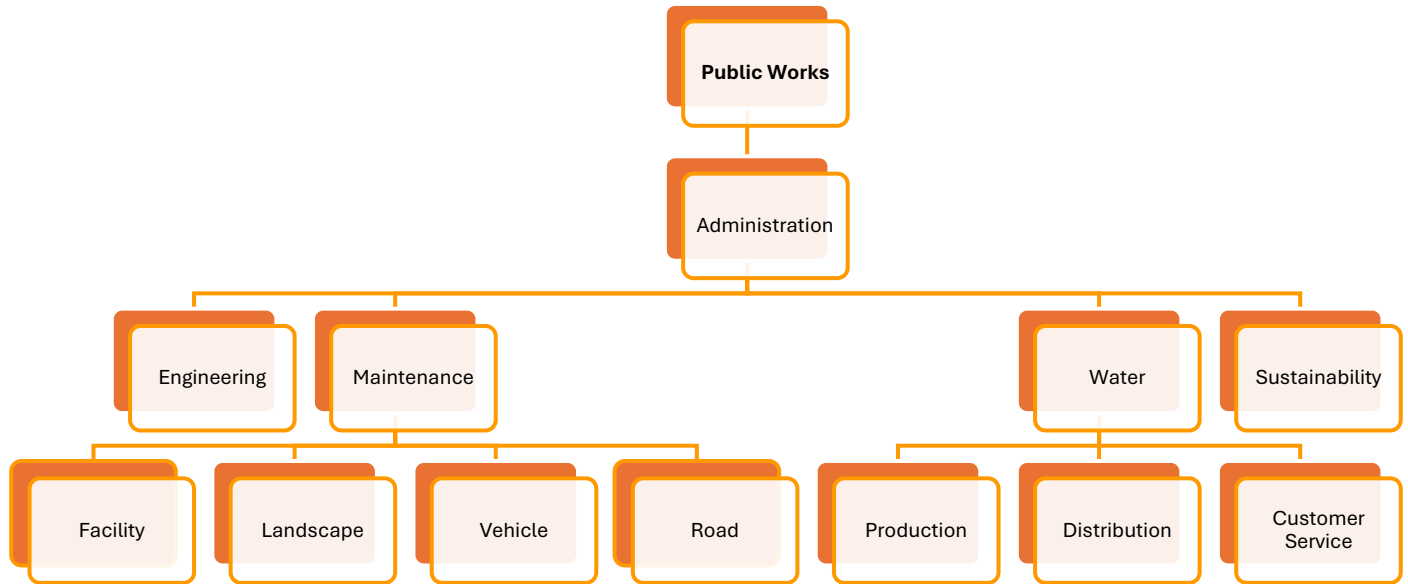 Public Works
Administration
Engineering
Maintenance
Water
Sustainability
Facility
Landscape
Vehicle
Road
Production
Distribution
Customer
Service